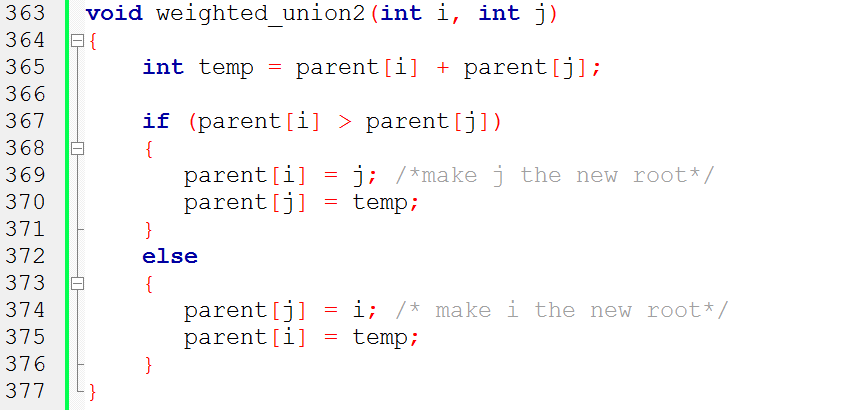 363 void weighted_union2(int i, int j)
364 {
365 int temp = parent[i] + parent[j];
366
367 if (parent[i] > parent[j])
368 {
369 parent[i] = j; /*make j the new root*/
370 parent[j] = temp;
371 }
372 else
373 {
374 parent[j] = i; /* make i the new root*/
375 parent[i] = temp;
376 }
377 }